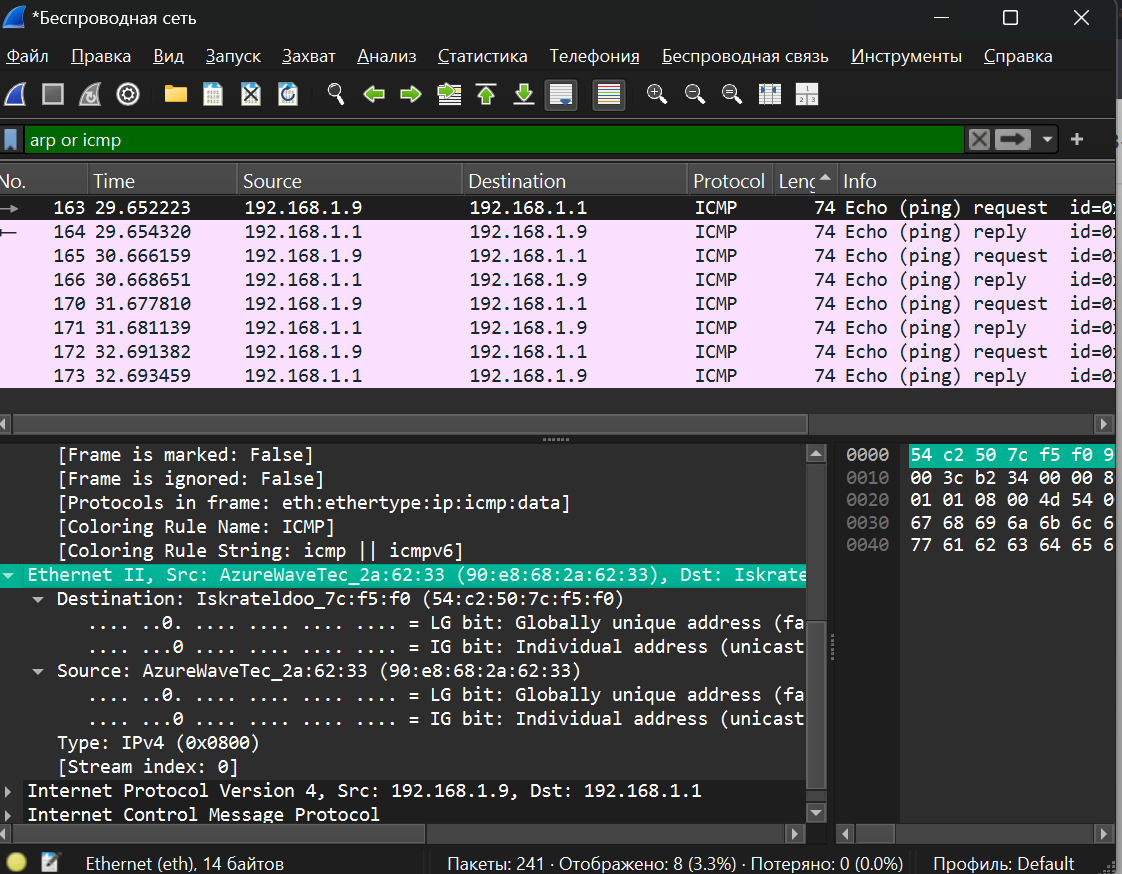 *Беспроводная сеть
Файл Правка Вид Запуск Захват Анализ Статистика Телефония Беспроводная связь Инструменты Справка
arp or icmp
No. Time Source Destination Protocol Leng Info
163 29.652223 192.168.1.9 192.168.1.1 ICMP 74 Echo (ping) request id=0
164 29.654320 192.168.1.1 192.168.1.9 ICMP 74 Echo (ping) reply id=0
165 30.666159 192.168.1.9 192.168.1.1 ICMP 74 Echo (ping) request id=0
166 30.668651 192.168.1.1 192.168.1.9 ICMP 74 Echo (ping) reply id=0
170 31.677810 192.168.1.9 192.168.1.1 ICMP 74 Echo (ping) request id=0
171 31.681139 192.168.1.1 192.168.1.9 ICMP 74 Echo (ping) reply id=0
172 32.691382 192.168.1.9 192.168.1.1 ICMP 74 Echo (ping) request id=0
173 32.693459 192.168.1.1 192.168.1.9 ICMP 74 Echo (ping) reply id=0
[Frame is marked: False]
[Frame is ignored: False]
[Protocols in frame: eth:ethertype:ip:icmp:data]
[Coloring Rule Name: ICMP]
[Coloring Rule String: icmp || icmpv6]
Ethernet II, Src: AzureWaveTec_2a:62:33 (90:e8:68:2a:62:33), Dst: Iskrate
Destination: Iskrateldoo_7c:f5:f0 (54:c2:50:7c:f5:f0)
.... ..0. .... .... .... .... = LG bit: Globally unique address (fa
.... ...0 .... .... .... .... = IG bit: Individual address (unicast
Source: AzureWaveTec_2a:62:33 (90:e8:68:2a:62:33)
.... ..0. .... .... .... .... = LG bit: Globally unique address (fa
.... ...0 .... .... .... .... = IG bit: Individual address (unicast
Type: IPv4 (0x0800)
[Stream index: 0]
Internet Protocol Version 4, Src: 192.168.1.9, Dst: 192.168.1.1
Internet Control Message Protocol
0000 54 c2 50 7c f5 f0 9
0010 00 3c b2 34 00 00 8
0020 01 01 08 00 4d 54 0
0030 67 68 69 6a 6b 6c 6
0040 77 61 62 63 64 65 6
Ethernet (eth), 14 байтов
Пакеты: 241 · Отображено: 8 (3.3%) · Потеряно: 0 (0.0%)
Профиль: Default